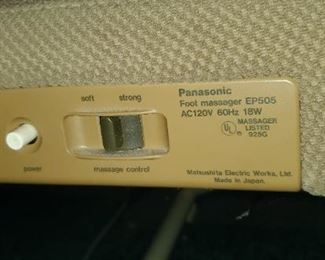 soft strong
power
massage control
Panasonic
Foot massager EP505
AC120V 60Hz 18W
UL
MASSAGER
LISTED
925G
Matsushita Electric Works, Ltd.
Made in Japan.